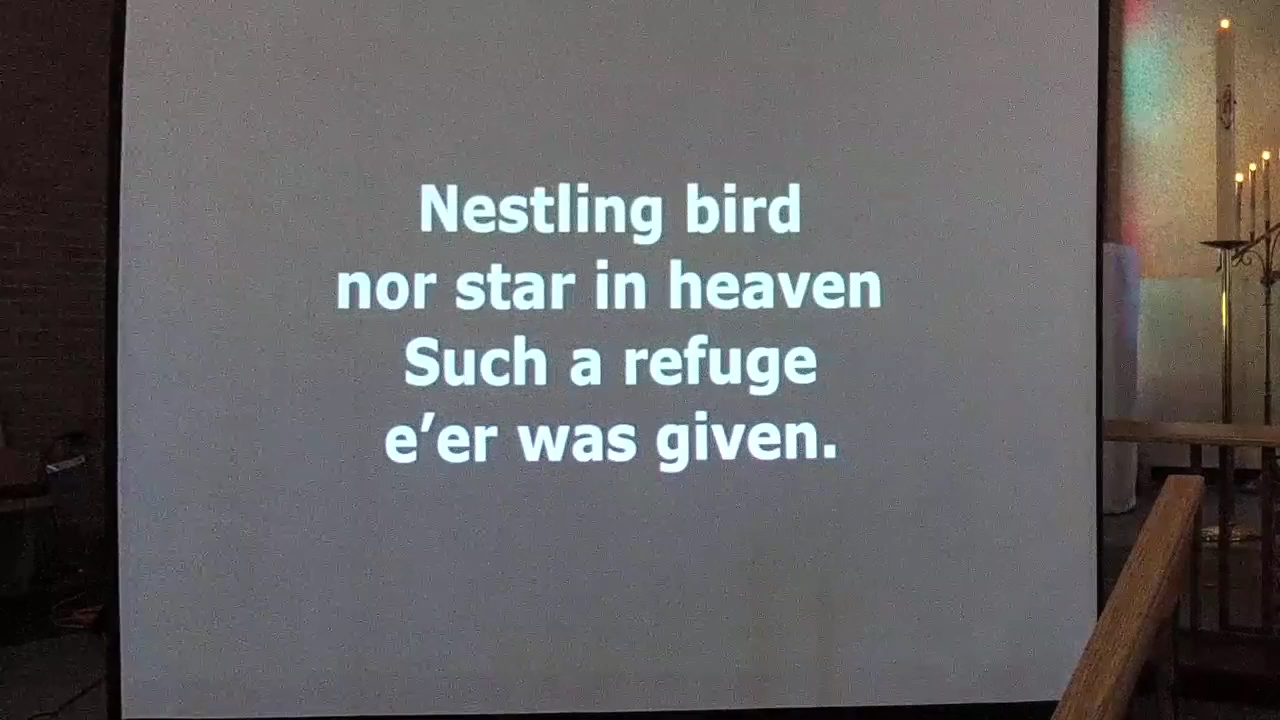 Nestling bird
nor star in heaven
Such a refuge
e’er was given.